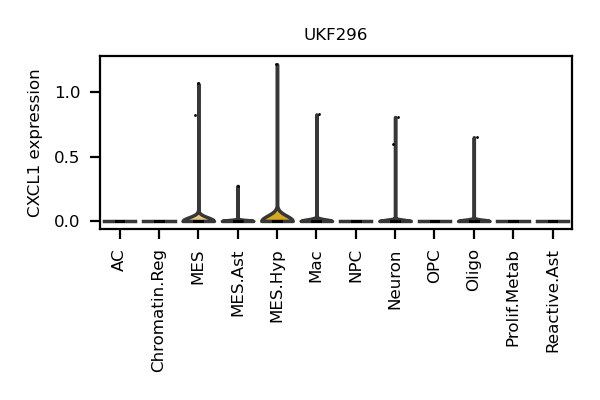 UKF296
CXCL1 expression
1.0
0.5
0.0
AC
Chromatin.Reg
MES
MES.Ast
MES.Hyp
Mac
NPC
Neuron
OPC
Oligo
Prolif.Metab
Reactive.Ast